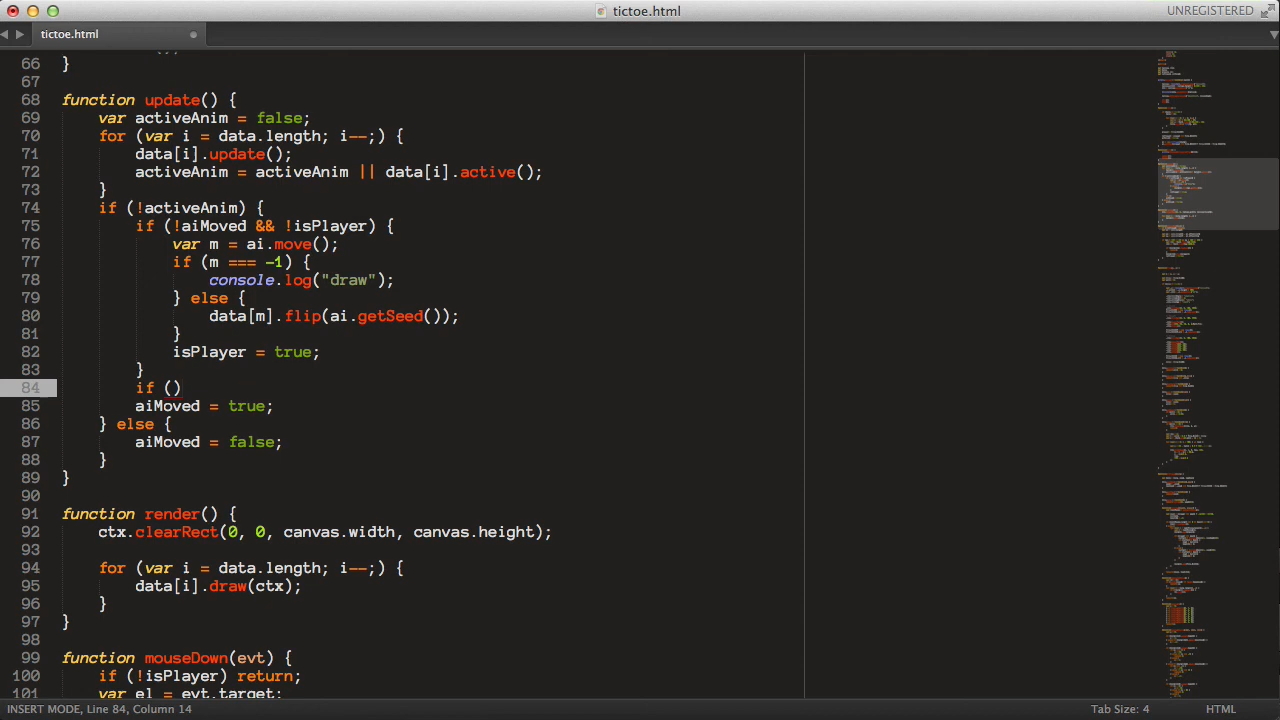 tictoe.html
UNREGISTERED
tictoe.html
66 }
67
68 function update() {
69 var activeAnim = false;
70 for (var i = data.length; i--;) {
71 data[i].update();
72 activeAnim = activeAnim || data[i].active();
73 }
74 if (!activeAnim) {
75 if (!aiMoved && !isPlayer) {
76 var m = ai.move();
77 if (m === -1) {
78 console.log("draw");
79 } else {
80 data[m].flip(ai.getSeed());
81 }
82 isPlayer = true;
83 }
84 if ()
85 aiMoved = true;
86 } else {
87 aiMoved = false;
88 }
89 }
90
91 function render() {
92 ctx.clearRect(0, 0, canvas.width, canvas.height);
93
94 for (var i = data.length; i--;) {
95 data[i].draw(ctx);
96 }
97 }
98
99 function mouseDown(evt) {
100 if (!isPlayer) return;
101 var el = evt.target;
INSERT MODE, Line 84, Column 14
Tab Size: 4
HTML